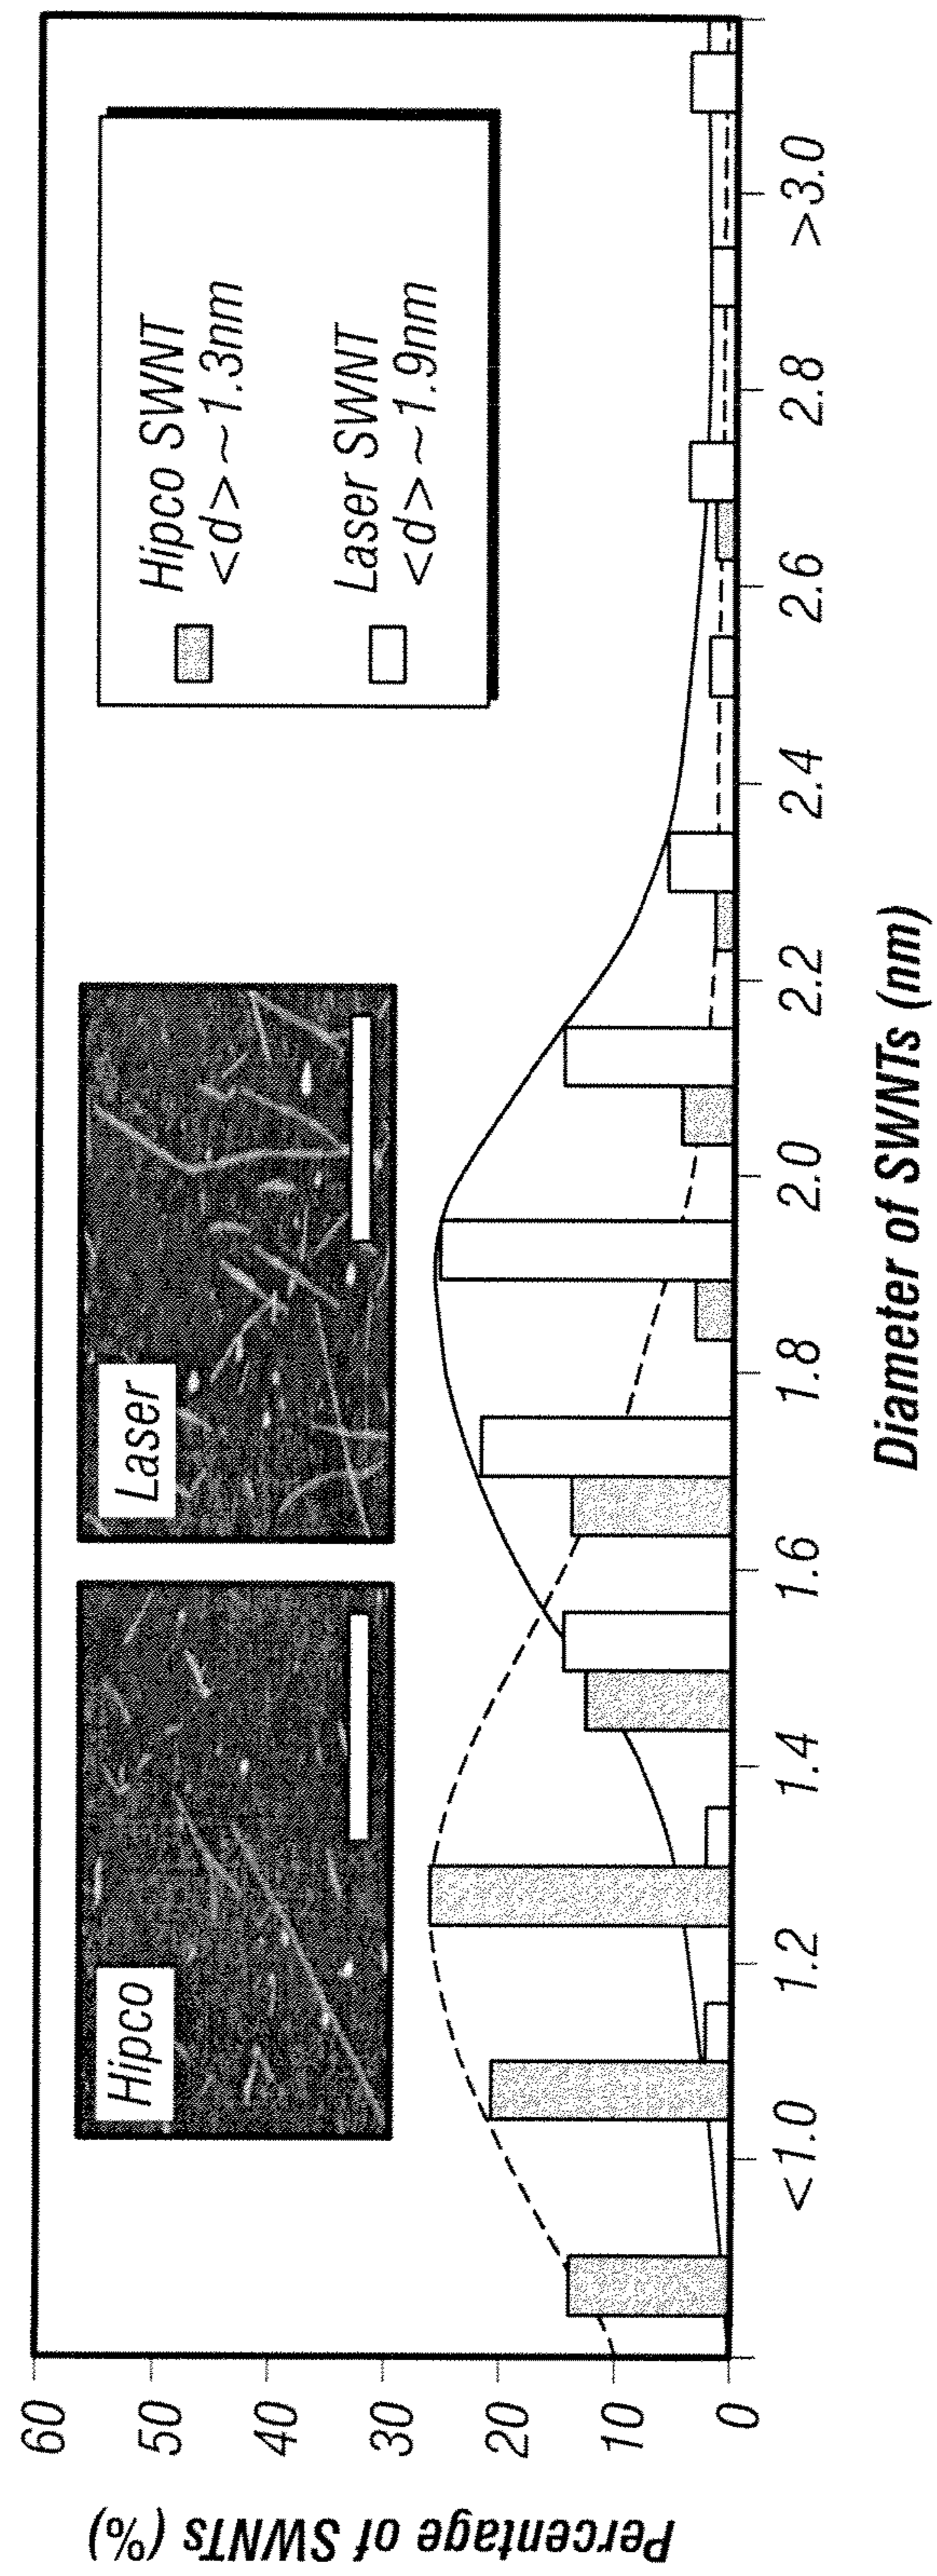 Percentage of SWNTs (%)
60
50
40
30
20
10
0
Hipco
Laser
Hipco SWNT
<d>~1.3nm
Laser SWNT
<d>~1.9nm
<1.0 1.2 1.4 1.6 1.8 2.0 2.2 2.4 2.6 2.8 >3.0
Diameter of SWNTs (nm)